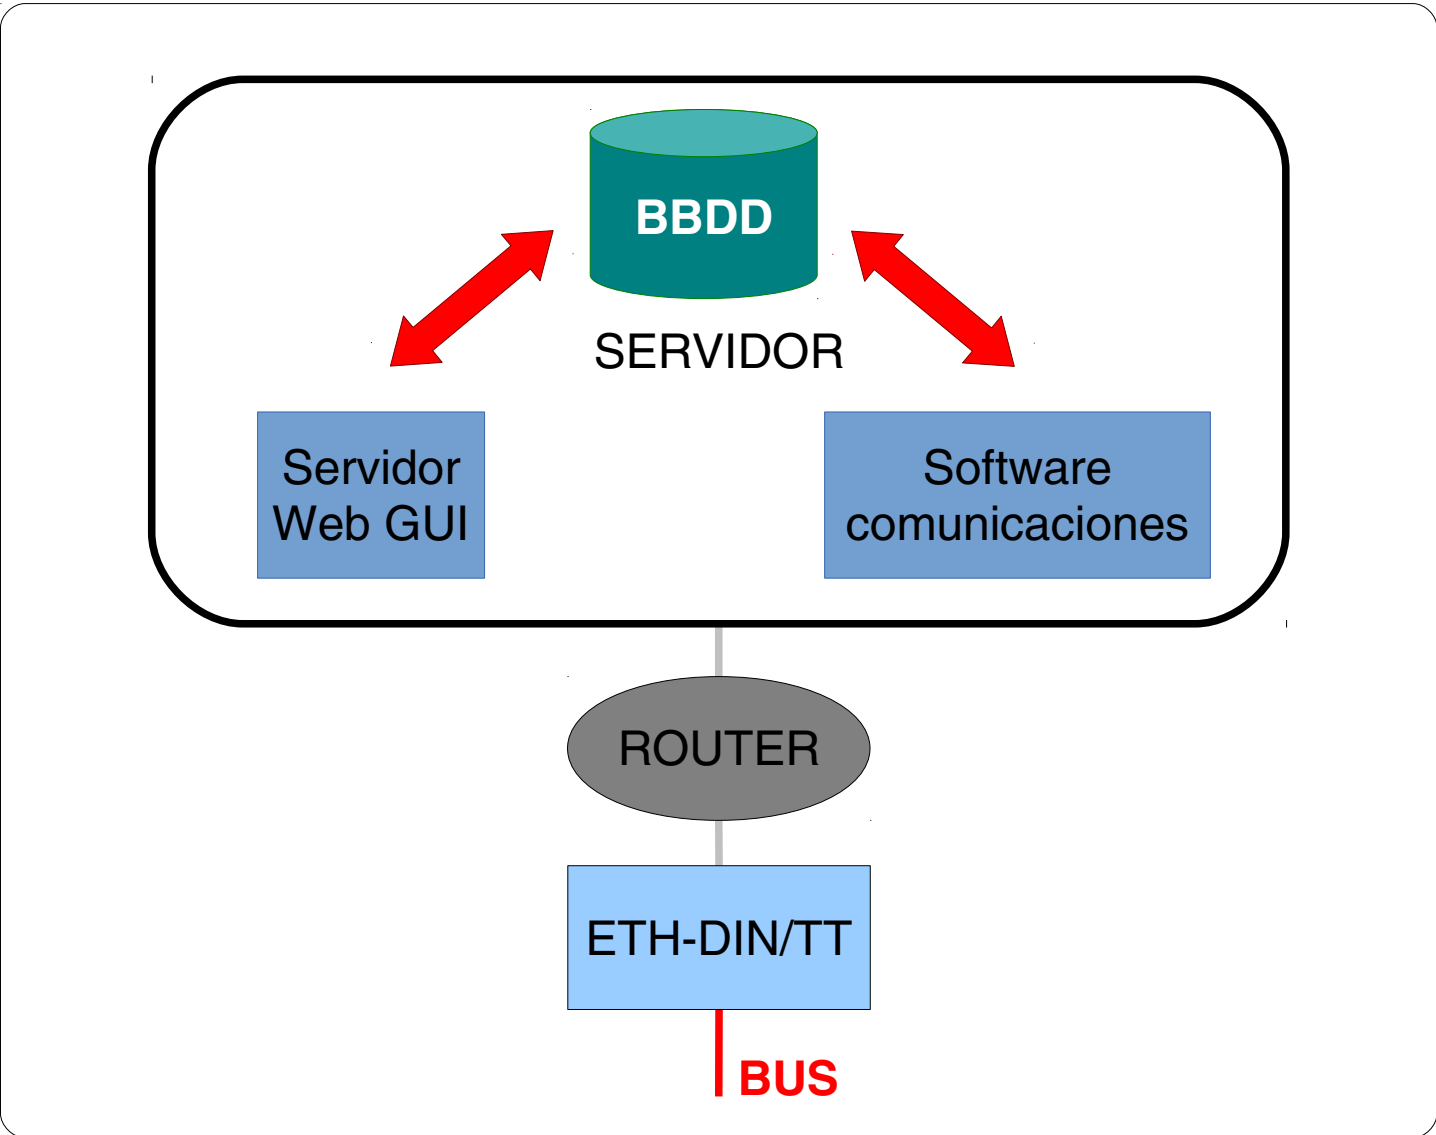 BBDD
SERVIDOR
Servidor
Web GUI
Software
comunicaciones
ROUTER
ETH-DIN/TT
BUS